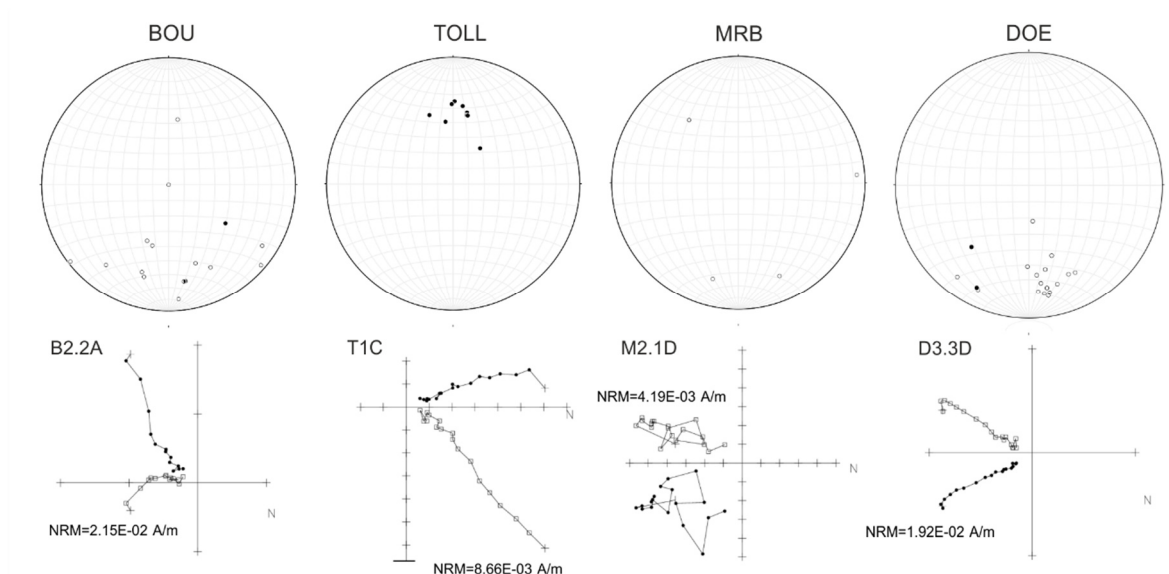 BOU TOLL MRB DOE
B2.2A T1C M2.1D D3.3D
NRM=4.19E-03 A/m
N N N N
NRM=2.15E-02 A/m NRM=1.92E-02 A/m
NRM=8.66E-03 A/m